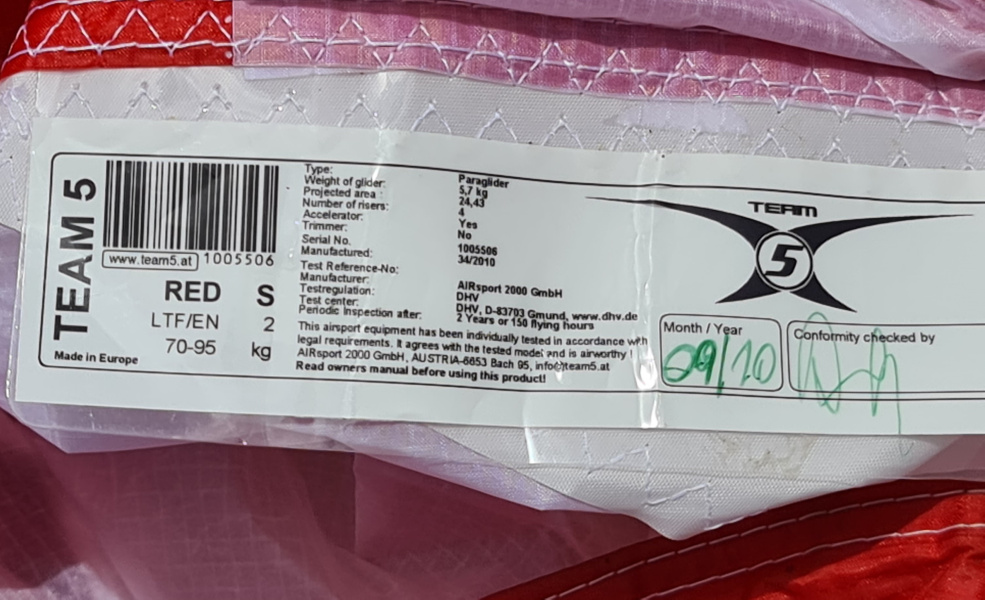 TEAM 5
www.team5.at 1005506
RED S
LTF/EN 2
70-95 kg
Made in Europe
Type: Paraglider
Weight of glider: 5,7 kg
Projected area : 24,43
Number of risers: 4
Accelerator: Yes
Trimmer: No
Serial No. 1005506
Manufactured: 34/2010
Test Reference-No:
Manufacturer: AIRsport 2000 GmbH
Testregulation: DHV
Test center: DHV, D-83703 Gmund, www.dhv.de
Periodic Inspection after: 2 Years or 150 flying hours
This airsport equipment has been individually tested in accordance with
legal requirements. It agrees with the tested model and is airworthy !
AIRsport 2000 GmbH, AUSTRIA-6653 Bach 95, info@team5.at
Read owners manual before using this product!
TEAM
5
Month / Year
09/10
Conformity checked by